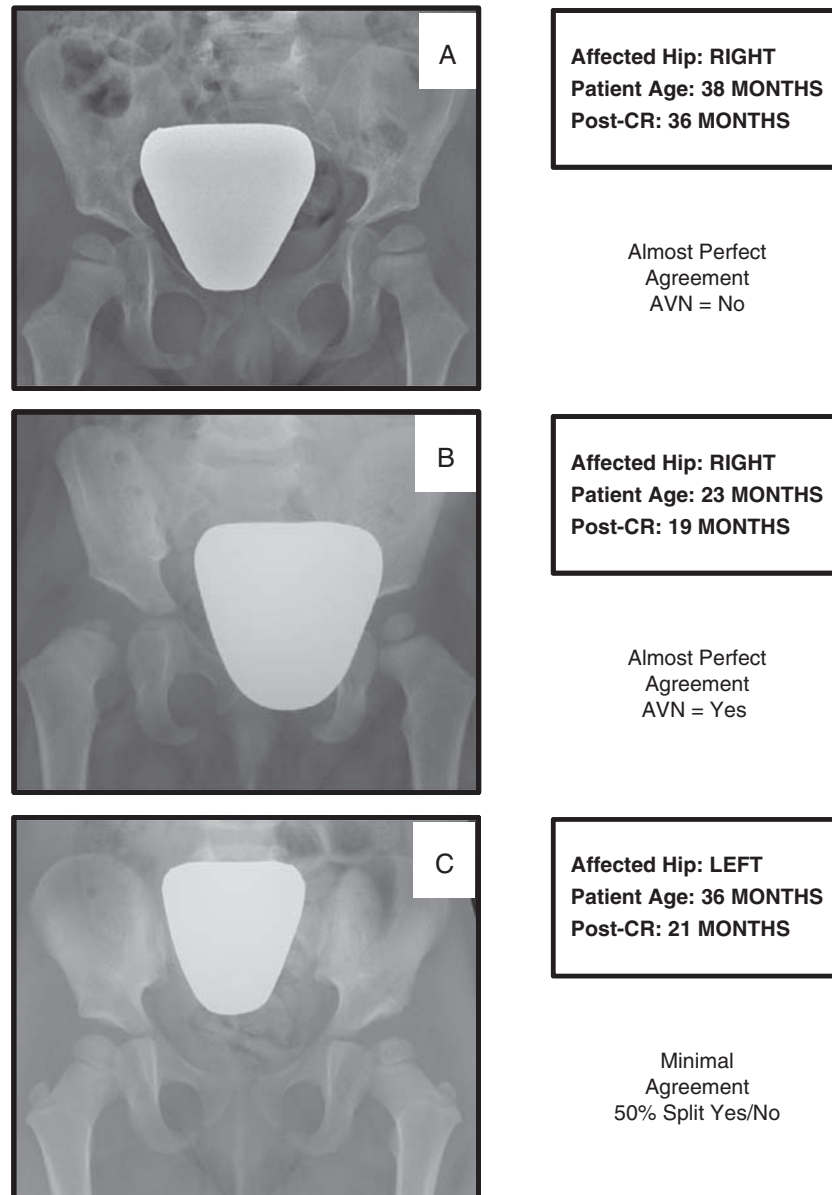 A
Affected Hip: RIGHT
Patient Age: 38 MONTHS
Post-CR: 36 MONTHS
Almost Perfect
Agreement
AVN = No
B
Affected Hip: RIGHT
Patient Age: 23 MONTHS
Post-CR: 19 MONTHS
Almost Perfect
Agreement
AVN = Yes
C
Affected Hip: LEFT
Patient Age: 36 MONTHS
Post-CR: 21 MONTHS
Minimal
Agreement
50% Split Yes/No